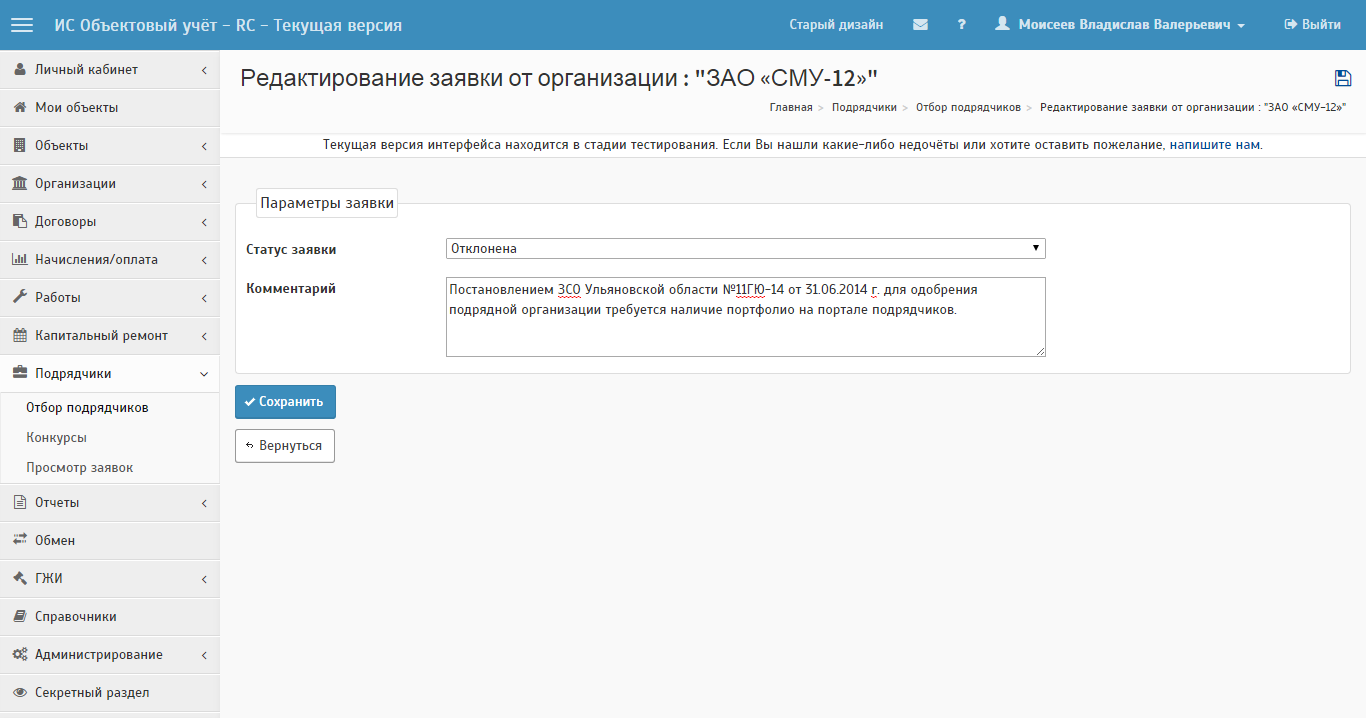 ИС Объектовый учёт - RC - Текущая версия
Старый дизайн
?
Моисеев Владислав Валерьевич
Выйти
Личный кабинет
Мои объекты
Объекты
Организации
Договоры
Начисления/оплата
Работы
Капитальный ремонт
Подрядчики
Отбор подрядчиков
Конкурсы
Просмотр заявок
Отчеты
Обмен
ГЖИ
Справочники
Администрирование
Секретный раздел
Редактирование заявки от организации : "ЗАО «СМУ-12»"
Главная > Подрядчики > Отбор подрядчиков > Редактирование заявки от организации : "ЗАО «СМУ-12»"
Текущая версия интерфейса находится в стадии тестирования. Если Вы нашли какие-либо недочёты или хотите оставить пожелание, напишите нам.
Параметры заявки
Статус заявки
Отклонена
Комментарий
Постановлением ЗСО Ульяновской области №11ГЮ-14 от 31.06.2014 г. для одобрения
подрядной организации требуется наличие портфолио на портале подрядчиков.
Сохранить
Вернуться